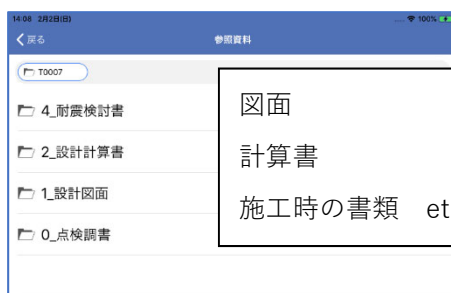 14:08 2月2日(日)
100%
戻る
参照資料
T0007
4_耐震検討書
2_設計計算書
1_設計図面
0_点検調書
図面
計算書
施工時の書類 et